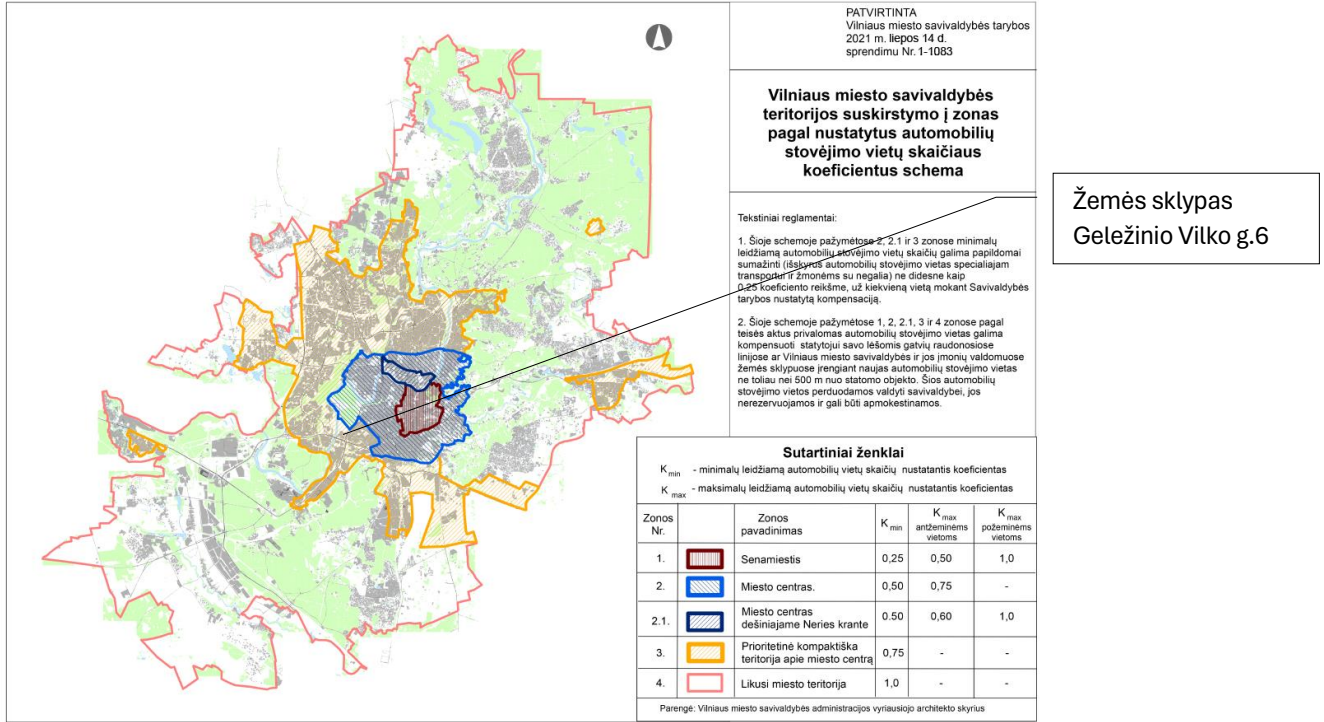 PATVIRTINTA
Vilniaus miesto savivaldybės tarybos
2021 m. liepos 14 d.
sprendimu Nr. 1-1083
Vilniaus miesto savivaldybės
teritorijos suskirstymo į zonas
pagal nustatytus automobilių
stovėjimo vietų skaičiaus
koeficientus schema
Tekstiniai reglamentai:
1. Šioje schemoje pažymėtose 2, 2.1 ir 3 zonose minimalų
leidžiamą automobilių stovėjimo vietų skaičių galima papildomai
sumažinti (išskyrus automobilių stovėjimo vietas specialiajam
transportui ir žmonėms su negalia) ne didesne kaip
0,25 koeficiento reikšme, už kiekvieną vietą mokant Savivaldybės
tarybos nustatytą kompensaciją.
2. Šioje schemoje pažymėtose 1, 2, 2.1, 3 ir 4 zonose pagal
teisės aktus privalomas automobilių stovėjimo vietas galima
kompensuoti statytojui savo lėšomis gatvių raudonosiose
linijose ar Vilniaus miesto savivaldybės ir jos įmonių valdomuose
žemės sklypuose įrengiant naujas automobilių stovėjimo vietas
ne toliau nei 500 m nuo statomo objekto. Šios automobilių
stovėjimo vietos perduodamos valdyti savivaldybei, jos
nerezervuojamos ir gali būti apmokestinamos.
Žemės sklypas
Geležinio Vilko g.6
Sutartiniai ženklai
K min - minimalų leidžiamą automobilių vietų skaičių nustatantis koeficientas
K max - maksimalų leidžiamą automobilių vietų skaičių nustatantis koeficientas
Zonos Nr. Zonos pavadinimas K min K max antžeminėms vietoms K max požeminėms vietoms
1. Senamiestis 0,25 0,50 1,0
2. Miesto centras. 0,50 0,75 -
2.1. Miesto centras dešiniajame Neries krante 0.50 0,60 1,0
3. Prioritetinė kompaktiška teritorija apie miesto centrą 0,75 - -
4. Likusi miesto teritorija 1,0 - -
Parengė: Vilniaus miesto savivaldybės administracijos vyriausiojo architekto skyrius